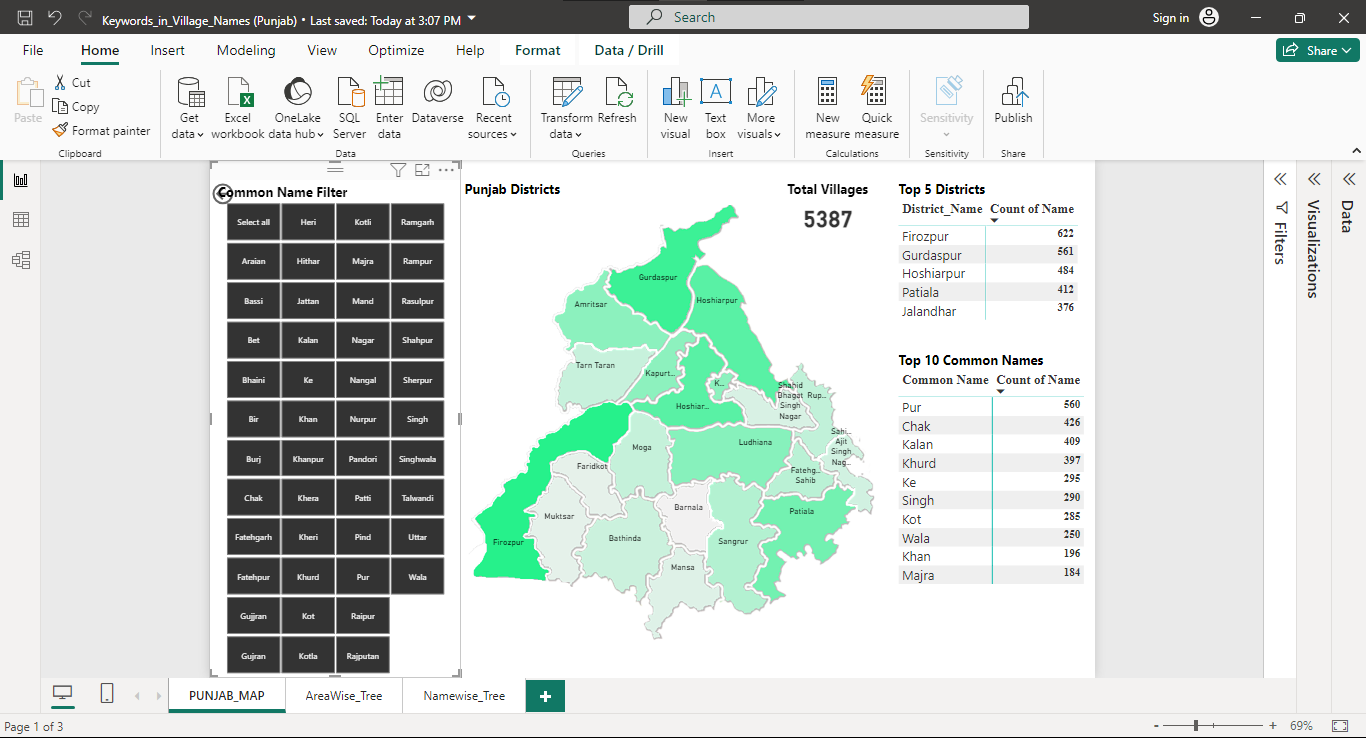 Keywords_in_Village_Names (Punjab) • Last saved: Today at 3:07 PM
Search
Sign in
File Home Insert Modeling View Optimize Help Format Data / Drill
Share
Paste
Cut
Copy
Format painter
Clipboard
Get data
Excel workbook
OneLake data hub
SQL Server
Enter data
Dataverse
Recent sources
Data
Transform data
Refresh
Queries
New visual
Text box
More visuals
Insert
New measure
Quick measure
Calculations
Sensitivity
Sensitivity
Publish
Share
Common Name Filter
Select all Heri Kotli Ramgarh
Araian Hithar Majra Rampur
Bassi Jattan Mand Rasulpur
Bet Kalan Nagar Shahpur
Bhaini Ke Nangal Sherpur
Bir Khan Nurpur Singh
Burj Khanpur Pandori Singhwala
Chak Khera Patti Talwandi
Fatehgarh Kheri Pind Uttar
Fatehpur Khurd Pur Wala
Gujjran Kot Raipur
Gujran Kotla Rajputan
Punjab Districts
Gurdaspur
Hoshiarpur
Amritsar
Tarn Taran
Kapurt...
K...
Hoshiar...
Shahid Bhagat Singh Nagar
Rup...
Sahi... Ajit Singh Nag...
Moga
Ludhiana
Faridkot
Fatehg... Sahib
Muktsar
Barnala
Patiala
Firozpur
Bathinda
Sangrur
Mansa
Total Villages
5387
Top 5 Districts
District_Name Count of Name
Firozpur 622
Gurdaspur 561
Hoshiarpur 484
Patiala 412
Jalandhar 376
Top 10 Common Names
Common Name Count of Name
Pur 560
Chak 426
Kalan 409
Khurd 397
Ke 295
Singh 290
Kot 285
Wala 250
Khan 196
Majra 184
Filters
Visualizations
Data
PUNJAB_MAP AreaWise_Tree Namewise_Tree +
Page 1 of 3
- + 69%